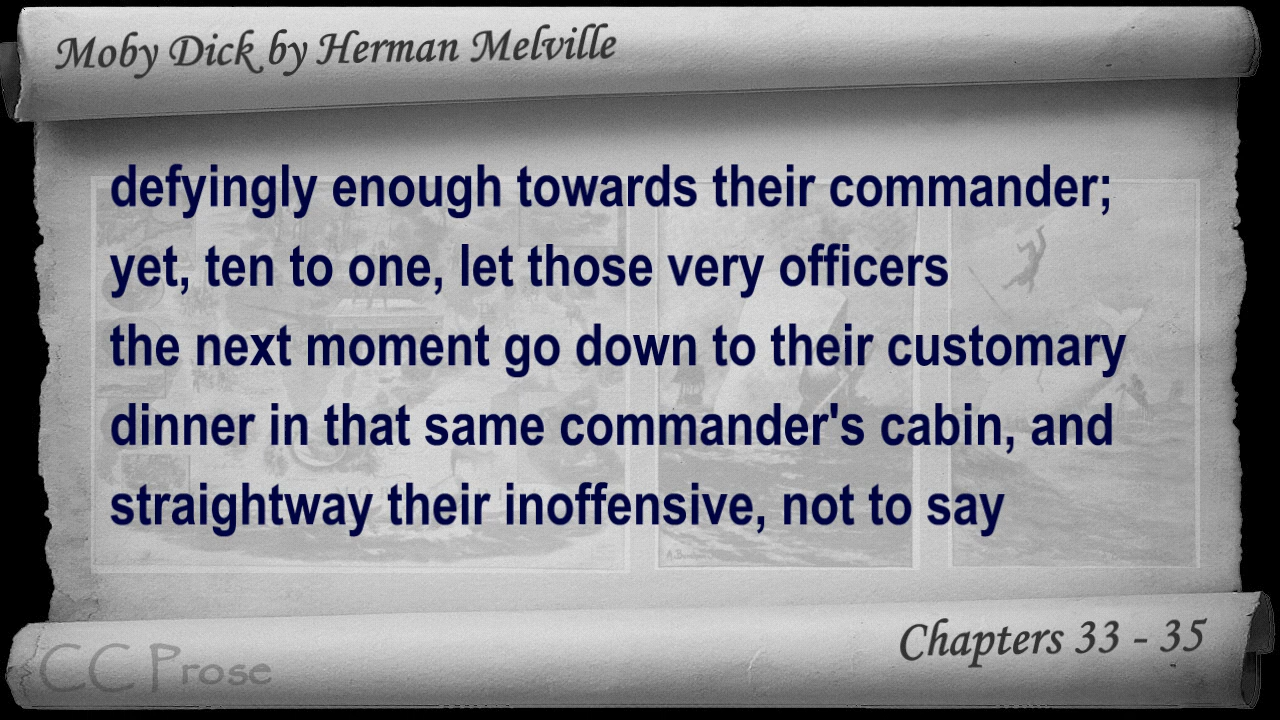 Moby Dick by Herman Melville
defyingly enough towards their commander;
yet, ten to one, let those very officers
the next moment go down to their customary
dinner in that same commander's cabin, and
straightway their inoffensive, not to say
Chapters 33 - 35
CC Prose